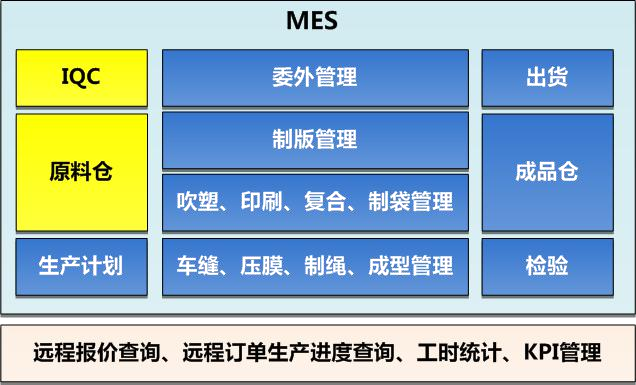 MES
IQC
委外管理
出货
原料仓
制版管理
成品仓
吹塑、印刷、复合、制袋管理
生产计划
车缝、压膜、制绳、成型管理
检验
远程报价查询、远程订单生产进度查询、工时统计、KPI管理